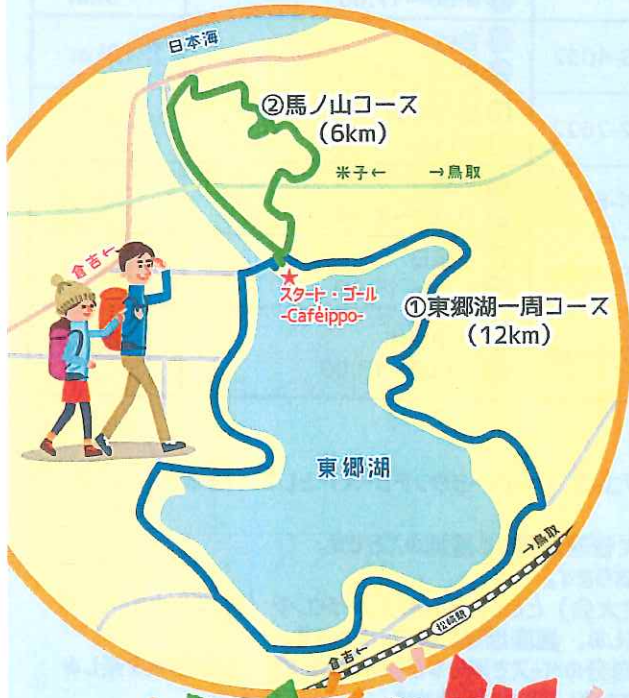 日本海
②馬ノ山コース
(6km)
米子←
→鳥取
倉吉←
スタート・ゴール
-Caféippo-
①東郷湖一周コース
(12km)
東郷湖
→鳥取
松崎駅
倉吉←